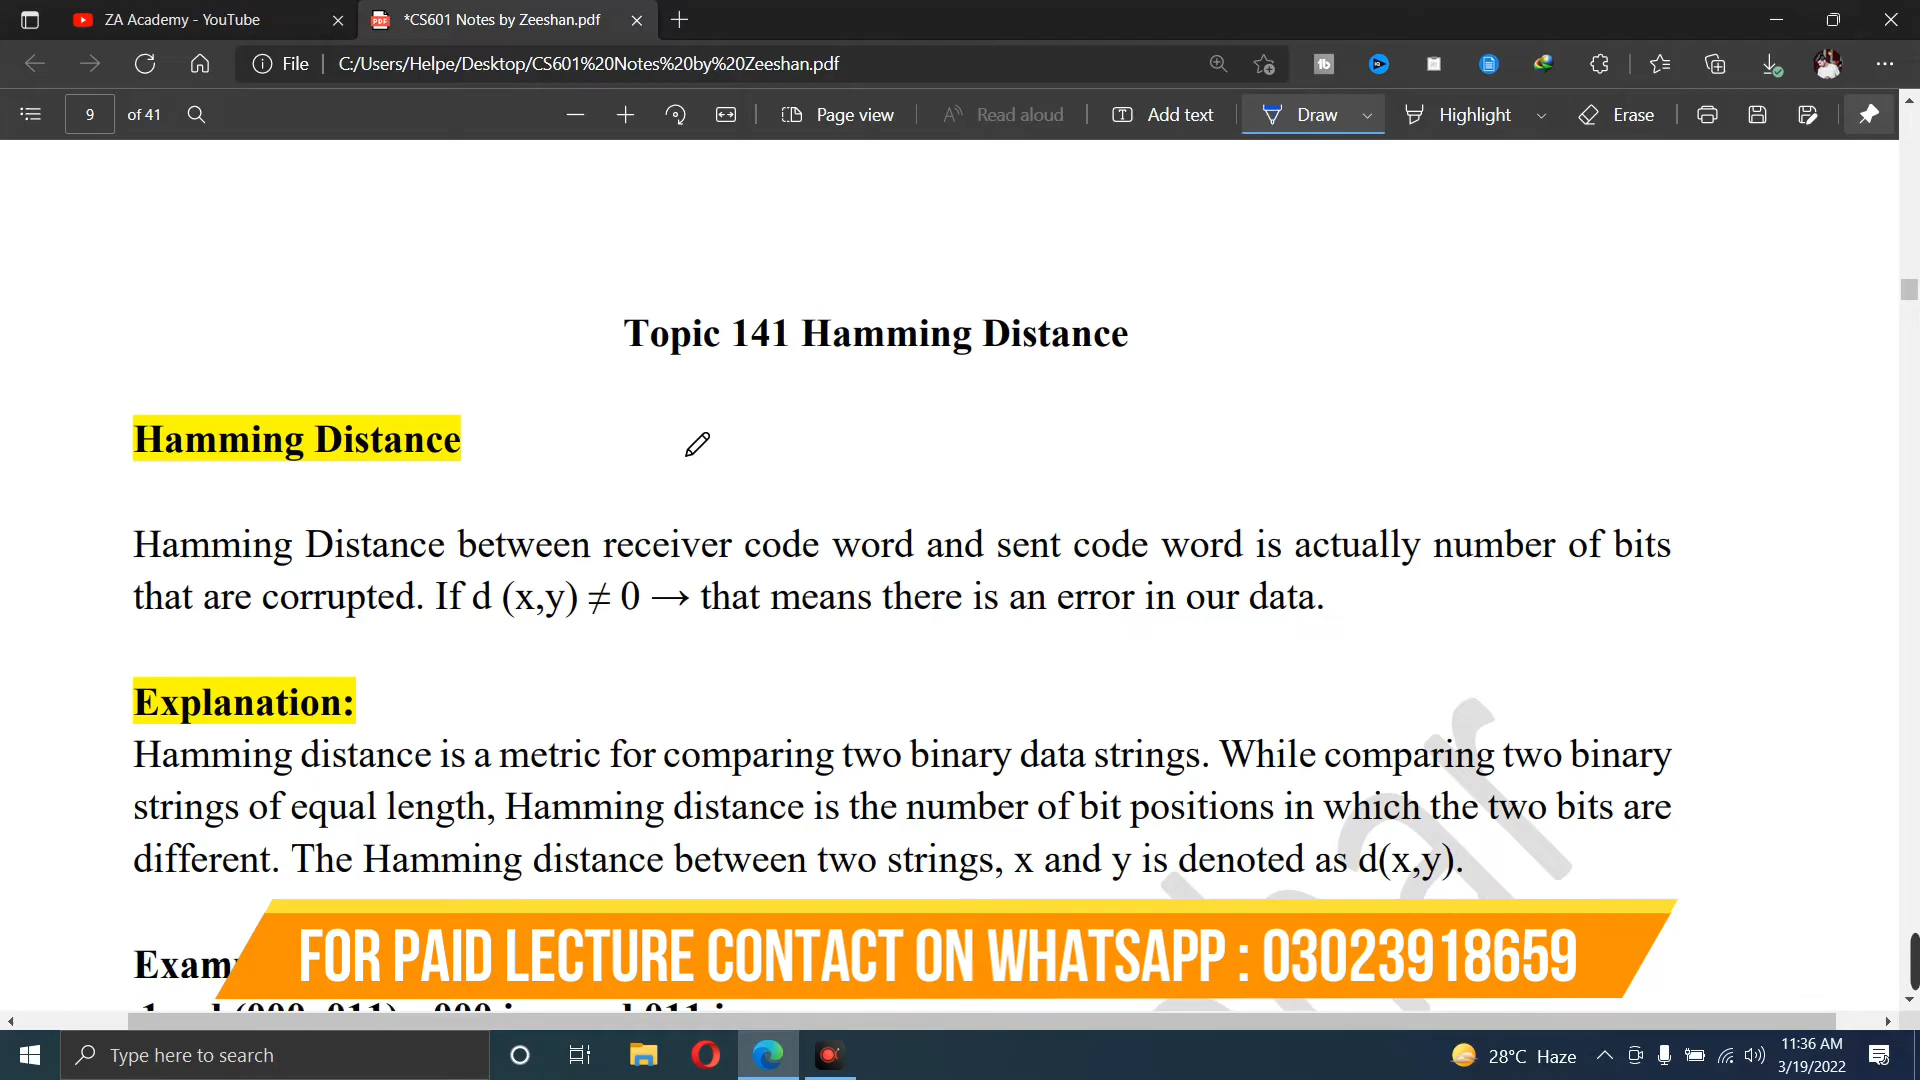 ZA Academy - YouTube
*CS601 Notes by Zeeshan.pdf
File
C:/Users/Helpe/Desktop/CS601%20Notes%20by%20Zeeshan.pdf
9 of 41
Page view
Read aloud
Add text
Draw
Highlight
Erase
Topic 141 Hamming Distance
Hamming Distance
Hamming Distance between receiver code word and sent code word is actually number of bits
that are corrupted. If d (x,y) ≠ 0 → that means there is an error in our data.
Explanation:
Hamming distance is a metric for comparing two binary data strings. While comparing two binary
strings of equal length, Hamming distance is the number of bit positions in which the two bits are
different. The Hamming distance between two strings, x and y is denoted as d(x,y).
FOR PAID LECTURE CONTACT ON WHATSAPP : 03023918659
Type here to search
28°C Haze
11:36 AM
3/19/2022